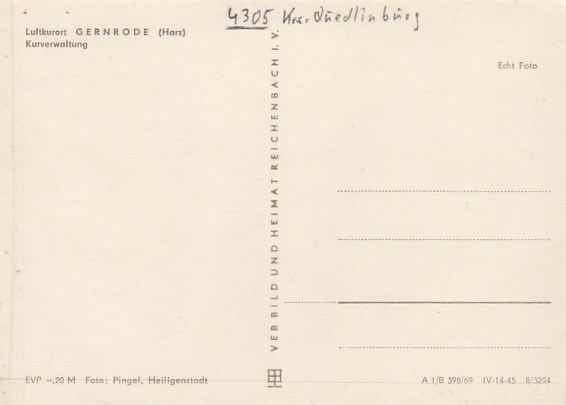 4305 Krs. Quedlinburg
Luftkurort GERNRODE (Harz)
Kurverwaltung
Echt Foto
VEB BILD UND HEIMAT REICHENBACH I. V.
EVP –,20 M Foto: Pingel, Heiligenstadt
A 1/B 398/69 IV-14-45 8/3294